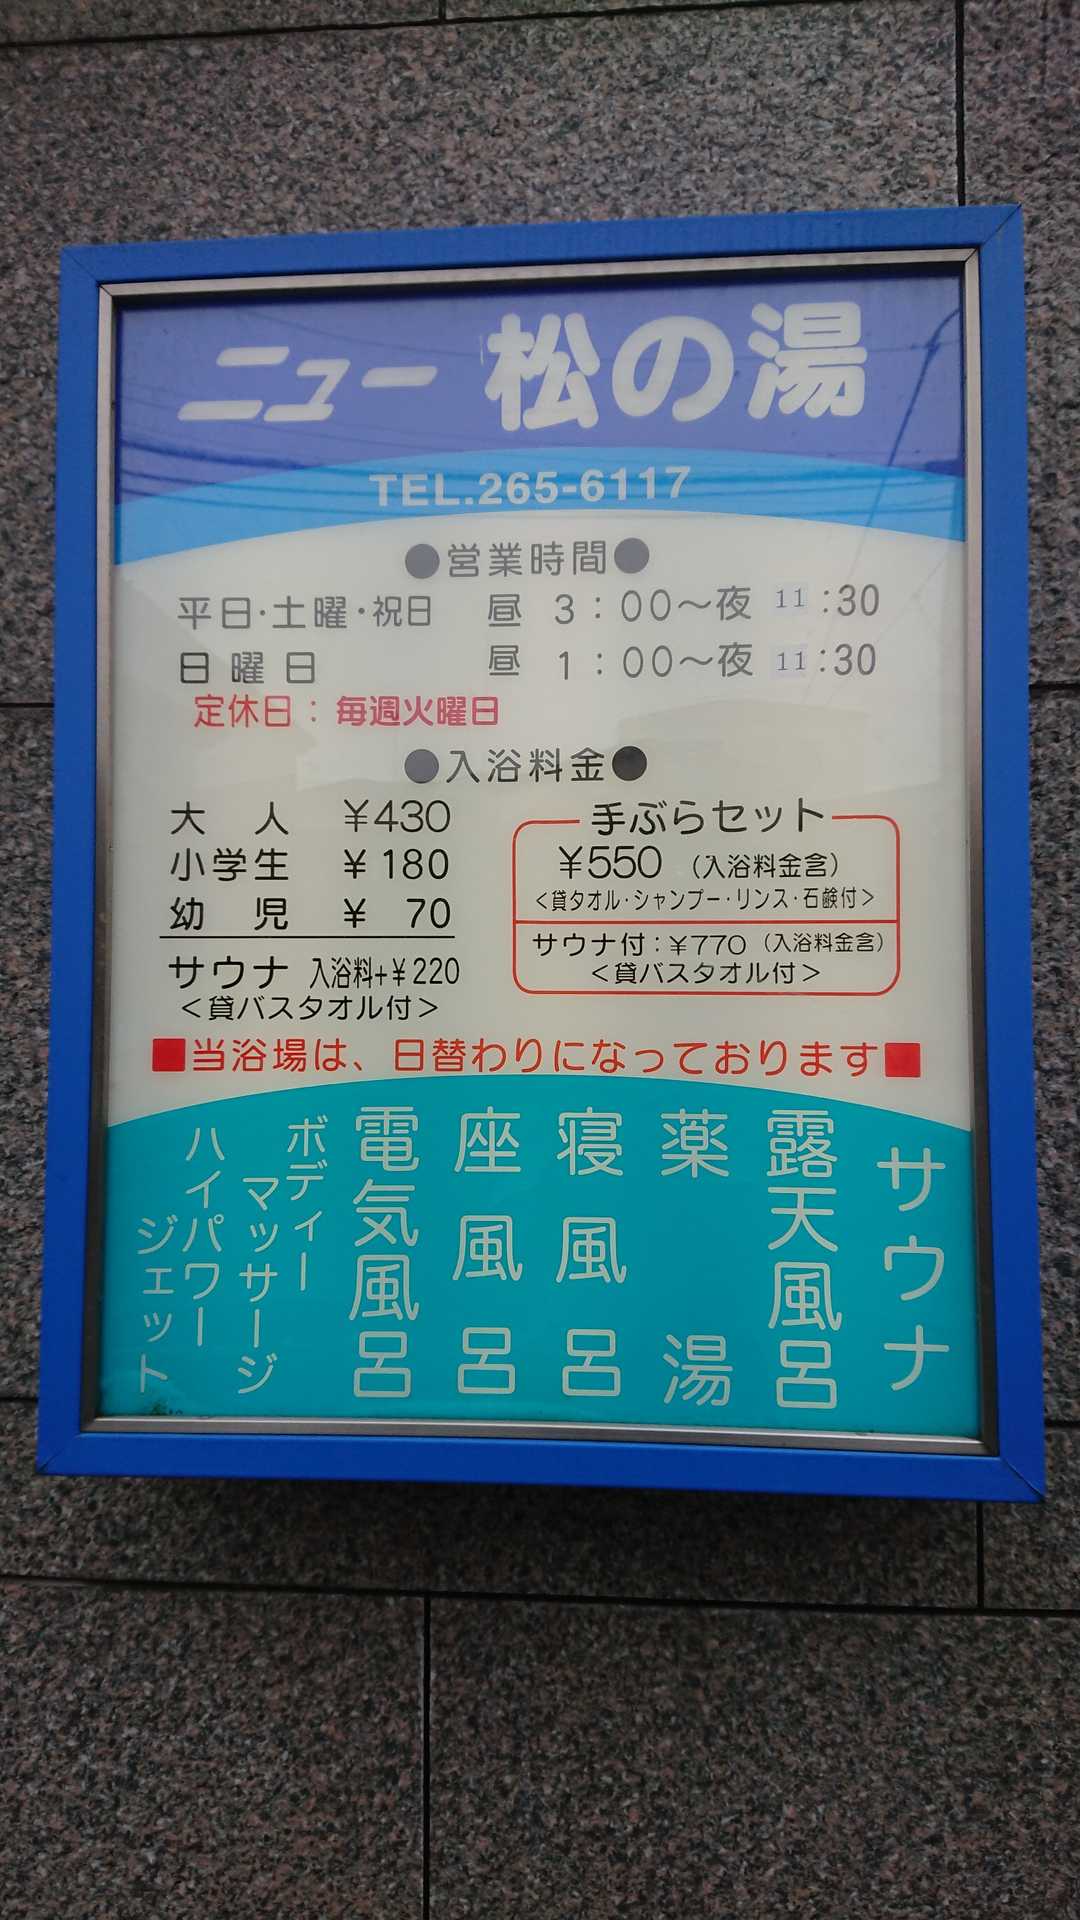 ニュー 松の湯
TEL.265-6117
●営業時間●
平日・土曜・祝日 昼 3：00～夜 11：30
日曜日 昼 1：00～夜 11：30
定休日：毎週火曜日
●入浴料金●
大人 ￥430
小学生 ￥180
幼児 ￥70
サウナ 入浴料+￥220
＜貸バスタオル付＞
手ぶらセット
￥550（入浴料金含）
＜貸タオル・シャンプー・リンス・石鹸付＞
サウナ付：￥770（入浴料金含）
＜貸バスタオル付＞
■当浴場は、日替わりになっております■
サウナ
露天風呂
薬湯
寝風呂
座風呂
電気風呂
ボディー
マッサージ
ハイパワー
ジェット